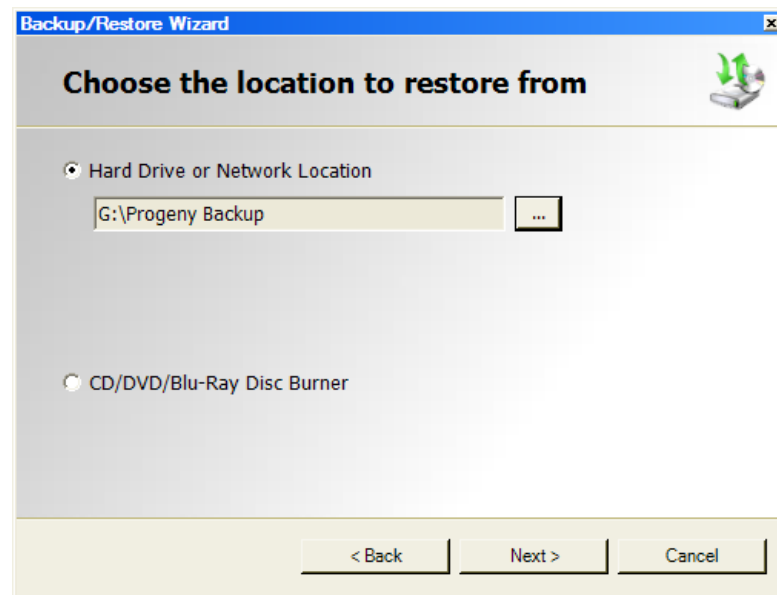 Backup/Restore Wizard
Choose the location to restore from
Hard Drive or Network Location
G:\Progeny Backup
...
CD/DVD/Blu-Ray Disc Burner
< Back Next > Cancel